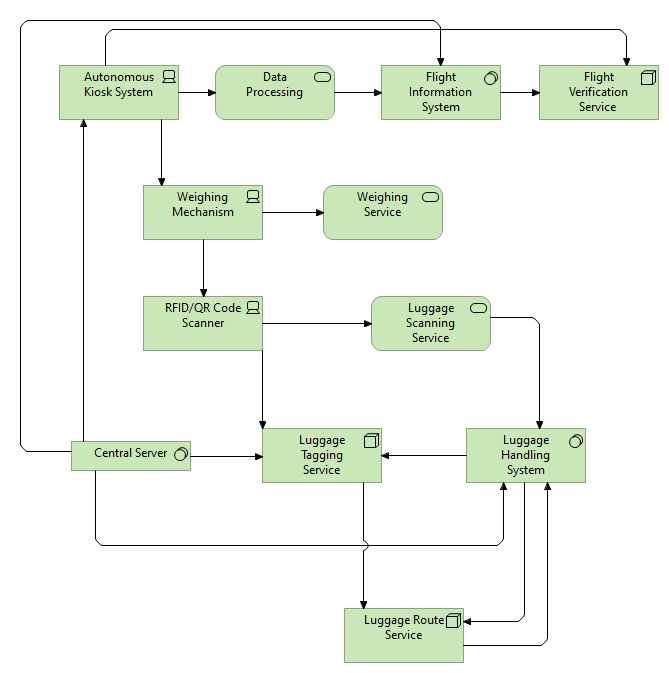 Autonomous
Kiosk System
Data
Processing
Flight
Information
System
Flight
Verification
Service
Weighing
Mechanism
Weighing
Service
RFID/QR Code
Scanner
Luggage
Scanning
Service
Central Server
Luggage
Tagging
Service
Luggage
Handling
System
Luggage Route
Service